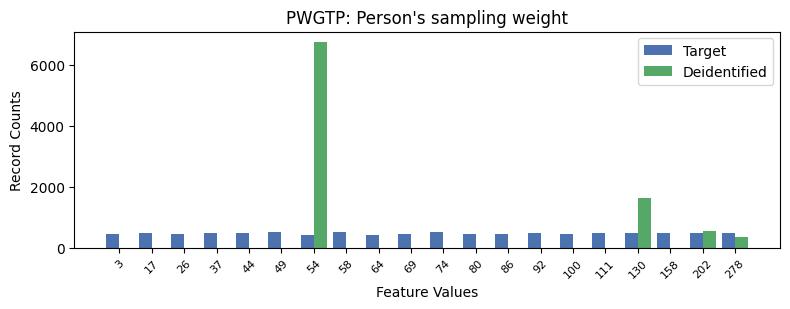 PWGTP: Person's sampling weight
Target
Deidentified
6000
4000
2000
0
Record Counts
3 17 26 37 44 49 54 58 64 69 74 80 86 92 100 111 130 158 202 278
Feature Values